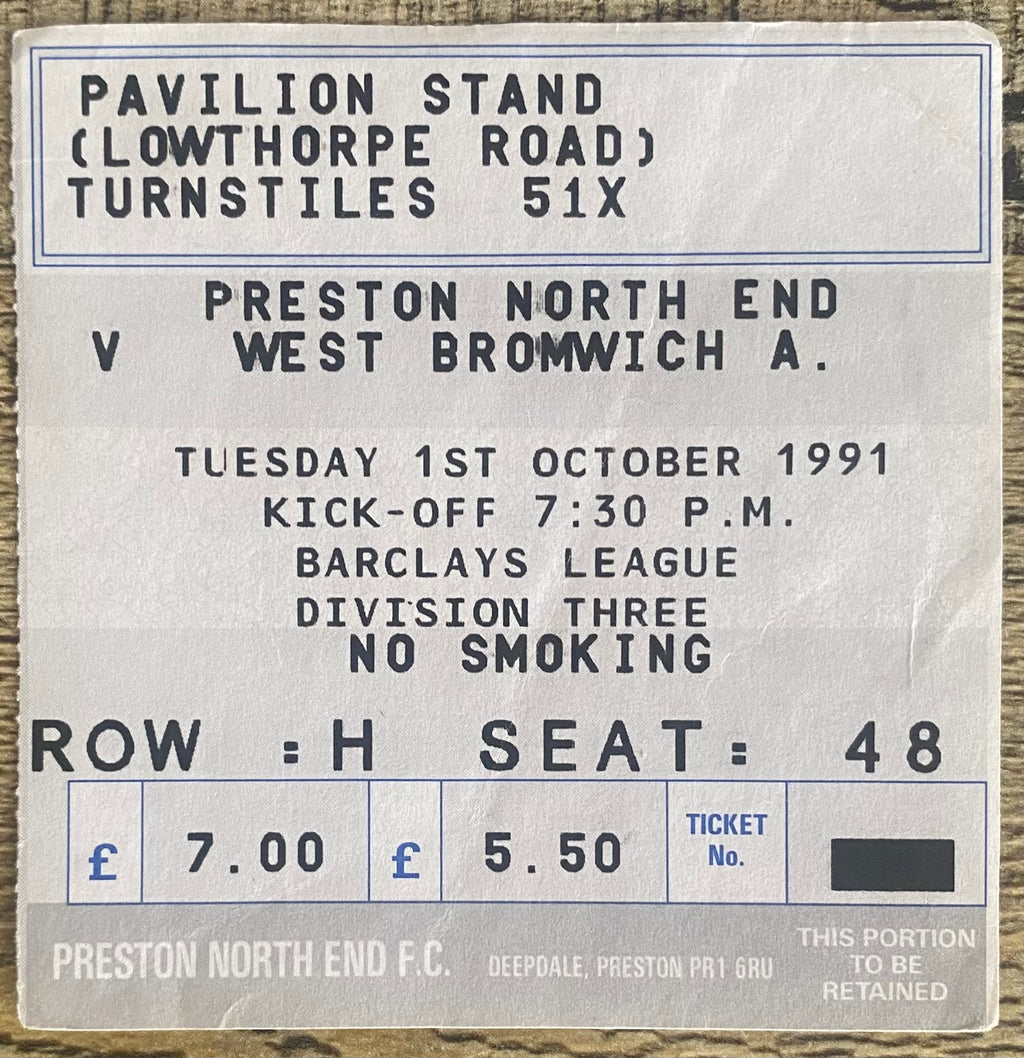 PAVILION STAND
(LOWTHORPE ROAD)
TURNSTILES 51X
PRESTON NORTH END
V WEST BROMWICH A.
TUESDAY 1ST OCTOBER 1991
KICK-OFF 7:30 P.M.
BARCLAYS LEAGUE
DIVISION THREE
NO SMOKING
ROW : H SEAT: 48
£ 7.00 £ 5.50 TICKET No.
PRESTON NORTH END F.C. DEEPDALE, PRESTON PR1 6RU
THIS PORTION
TO BE
RETAINED